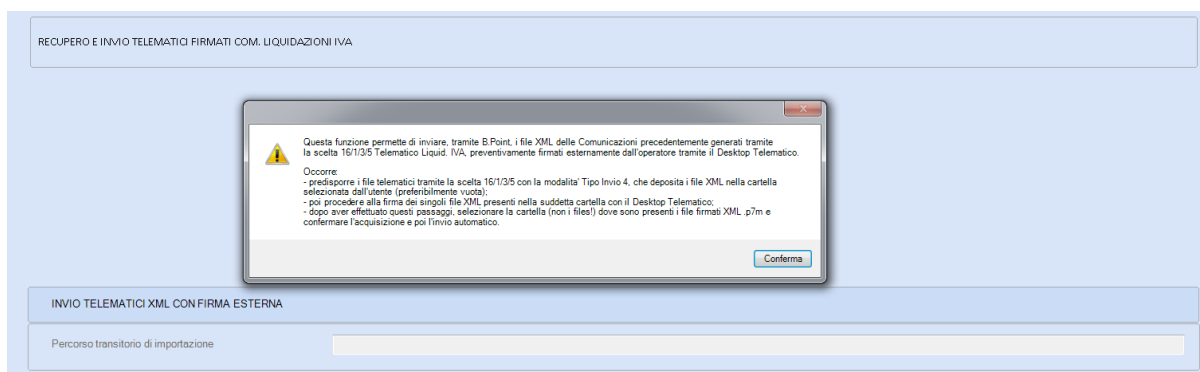 RECUPERO E INVIO TELEMATICI FIRMATI COM. LIQUIDAZIONI IVA
Questa funzione permette di inviare, tramite B.Point, i file XML delle Comunicazioni precedentemente generati tramite
la scelta 16/1/3/5 Telematico Liquid. IVA, preventivamente firmati esternamente dall'operatore tramite il Desktop Telematico.
Occorre:
- predisporre i file telematici tramite la scelta 16/1/3/5 con la modalita' Tipo Invio 4, che deposita i file XML nella cartella
selezionata dall'utente (preferibilmente vuota);
- poi procedere alla firma dei singoli file XML presenti nella suddetta cartella con il Desktop Telematico;
- dopo aver effettuato questi passaggi, selezionare la cartella (non i files!) dove sono presenti i file firmati XML .p7m e
confermare l'acquisizione e poi l'invio automatico.
Conferma
INVIO TELEMATICI XML CON FIRMA ESTERNA
Percorso transitorio di importazione